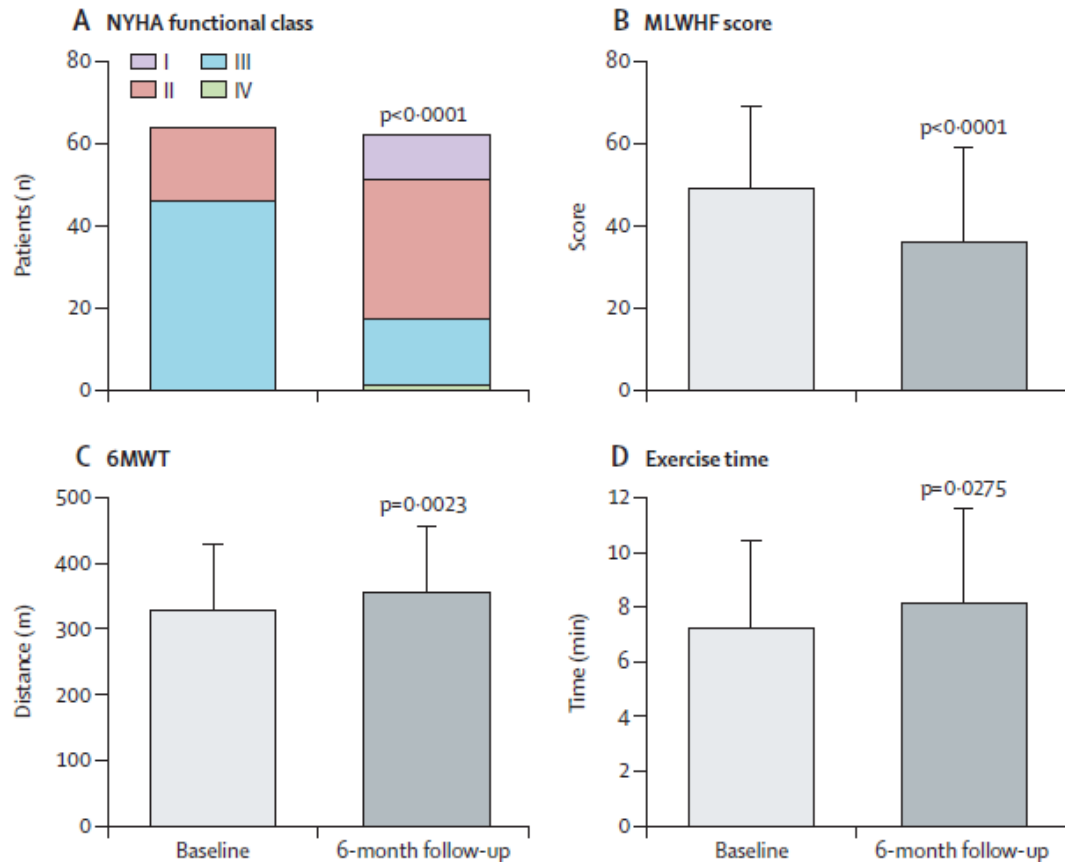 A NYHA functional class
80
60
40
20
0
Patients (n)
I
II
III
IV
p<0·0001
B MLWHF score
80
60
40
20
0
Score
p<0·0001
C 6MWT
500
400
300
200
100
0
Distance (m)
p=0·0023
Baseline
6-month follow-up
D Exercise time
12
10
8
6
4
2
0
Time (min)
p=0·0275
Baseline
6-month follow-up